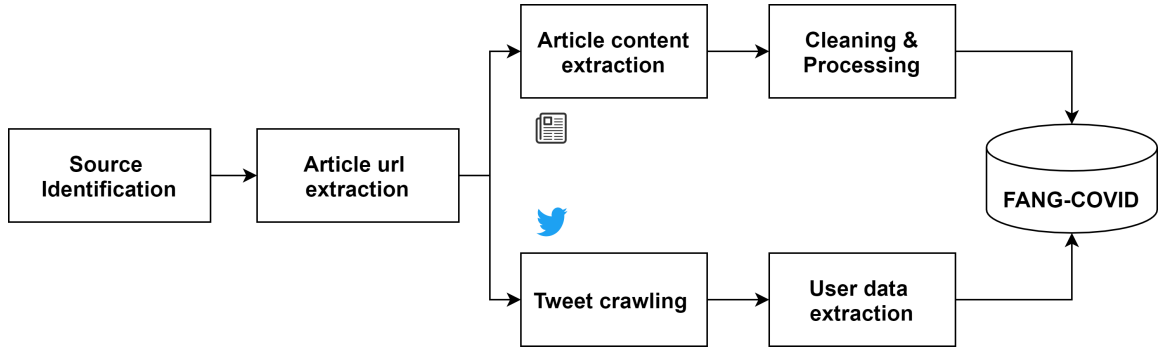 Source
Identification
Article url
extraction
Article content
extraction
Cleaning &
Processing
Tweet crawling
User data
extraction
FANG-COVID